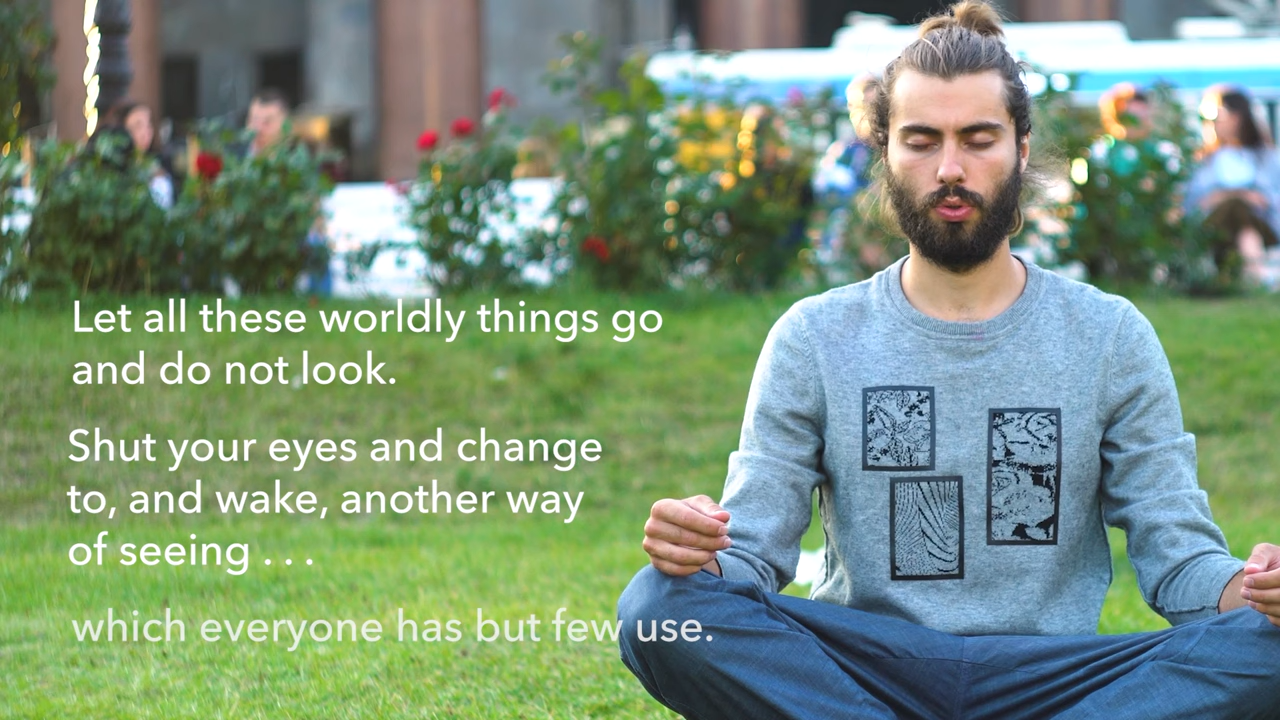 Let all these worldly things go
and do not look.
Shut your eyes and change
to, and wake, another way
of seeing . . .
which everyone has but few use.